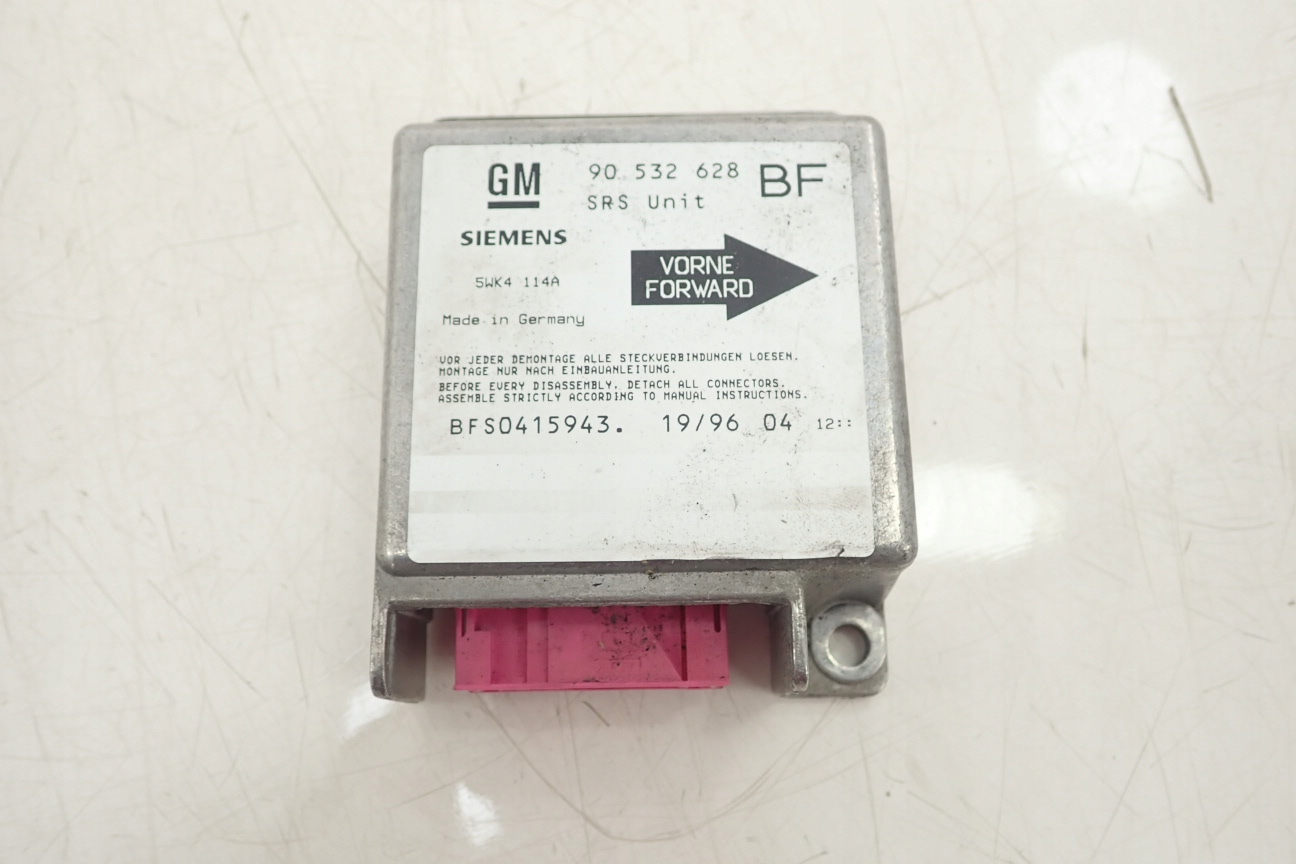 GM 90 532 628 BF
SRS Unit
SIEMENS
VORNE
FORWARD
5WK4 114A
Made in Germany
VOR JEDER DEMONTAGE ALLE STECKVERBINDUNGEN LOESEN.
MONTAGE NUR NACH EINBAUANLEITUNG.
BEFORE EVERY DISASSEMBLY, DETACH ALL CONNECTORS.
ASSEMBLE STRICTLY ACCORDING TO MANUAL INSTRUCTIONS.
BFS0415943. 19/96 04 12::